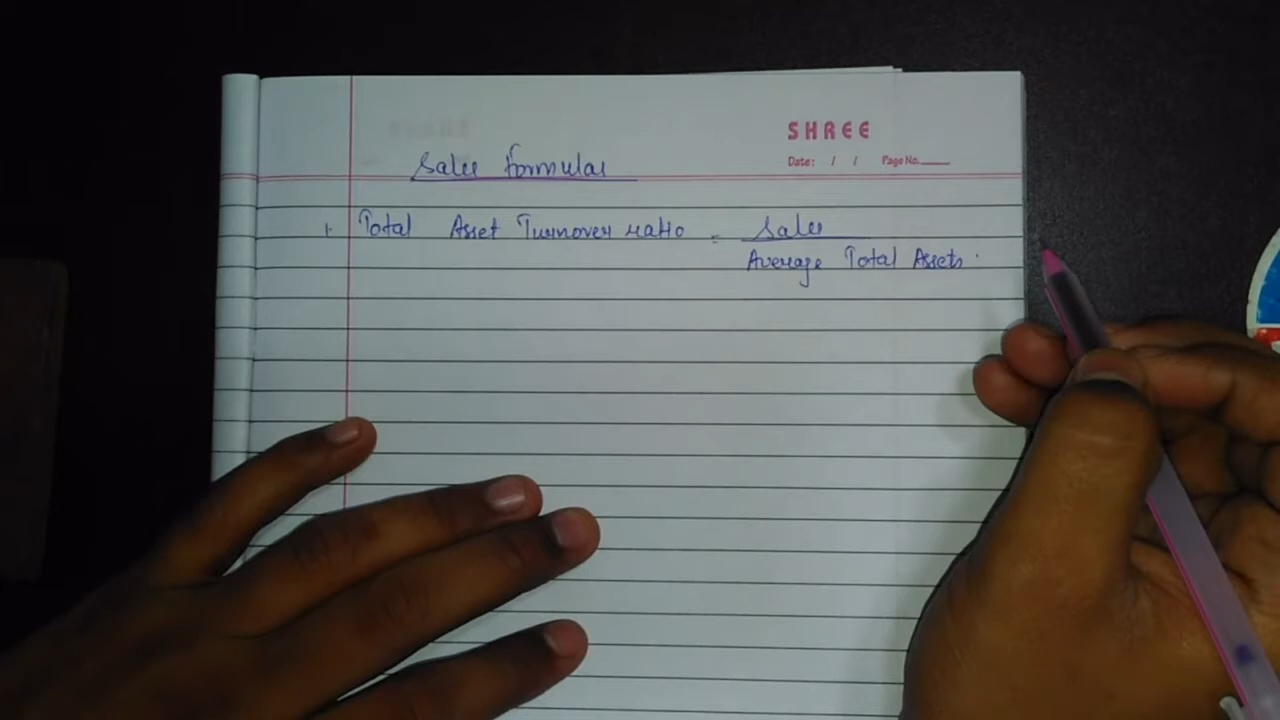 SHREE
Date: / / Page No.
Sales Formulas
1. Total Asset Turnover ratio = Sales
Average Total Assets.